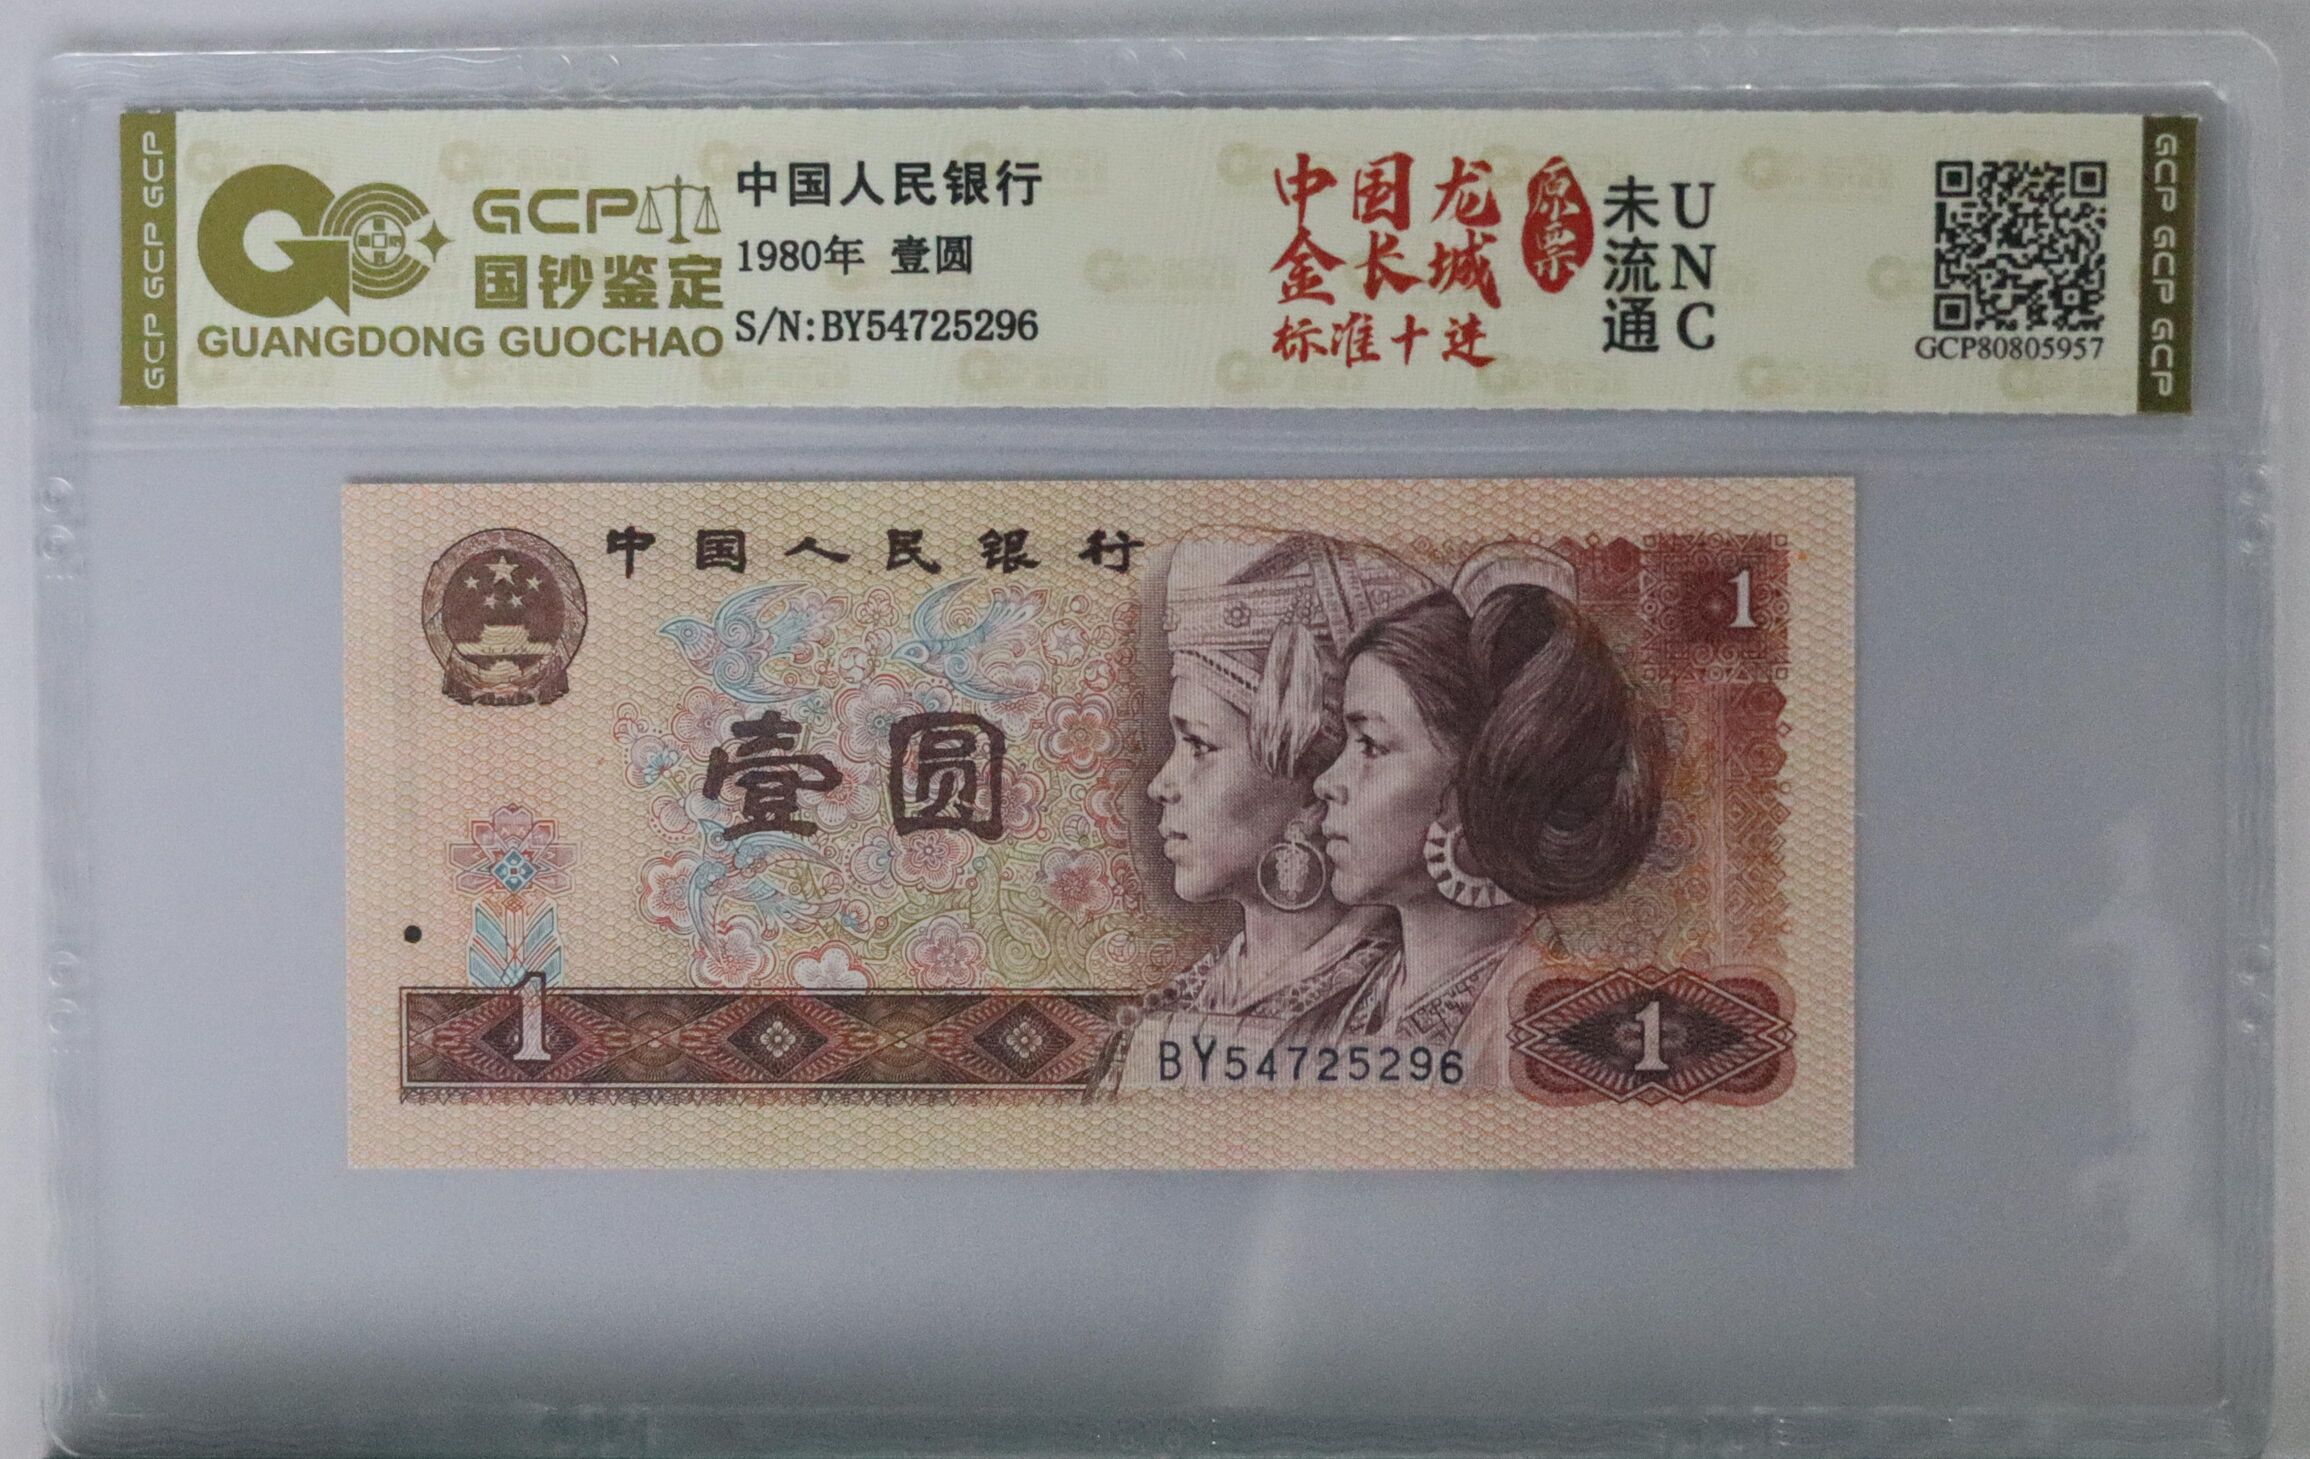 GCP GCP GCP
GCP
国钞鉴定
GUANGDONG GUOCHAO
中国人民银行
1980年 壹圆
S/N:BY54725296
中国龙
金长城
标准十连
原票
未流通
UNC
GCP80805957
GCP GCP GCP
中国人民银行
1
壹圆
1
BY54725296
1